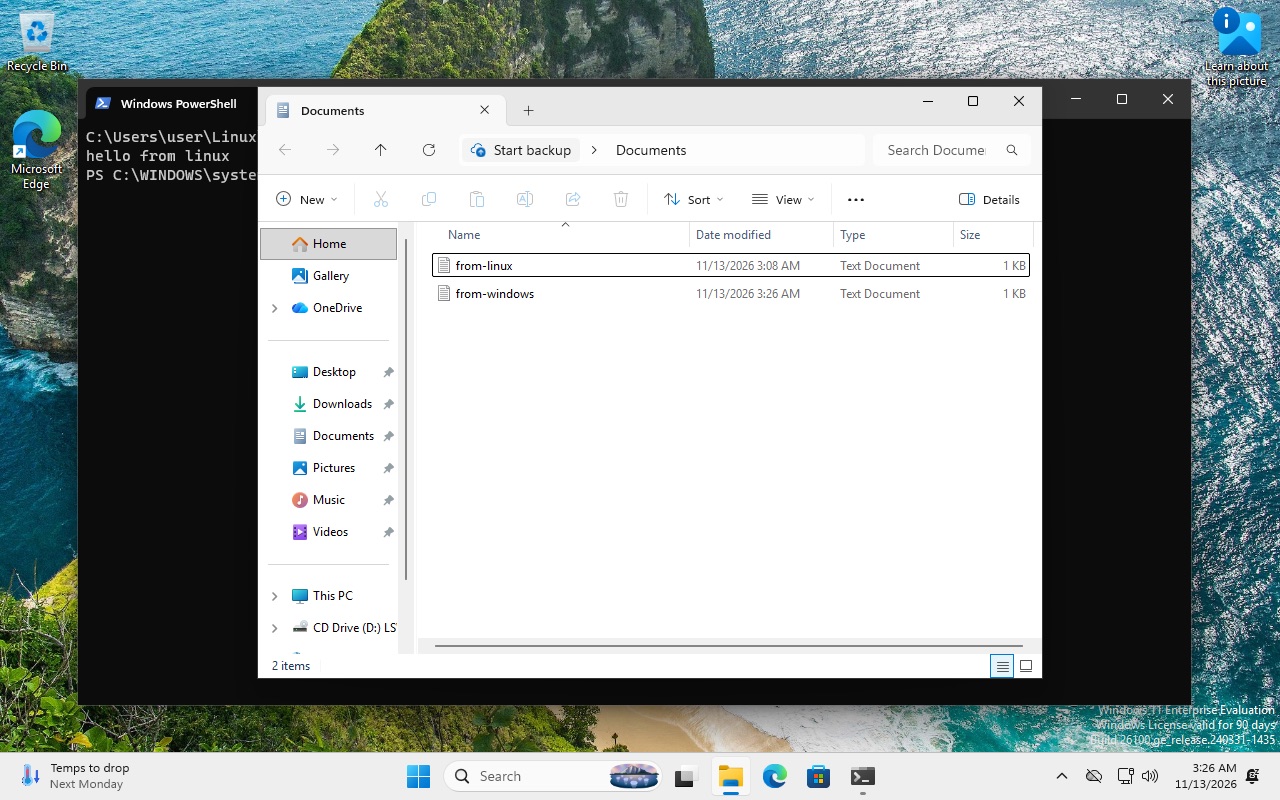 Recycle Bin
Learn about
this picture
Microsoft
Edge
Windows PowerShell
C:\Users\user\Linux
hello from linux
PS C:\WINDOWS\syste
Documents
Start backup
Documents
Search Docume
New
Sort
View
Details
Name
Date modified
Type
Size
from-linux
11/13/2026 3:08 AM
Text Document
1 KB
from-windows
11/13/2026 3:26 AM
Text Document
1 KB
Home
Gallery
OneDrive
Desktop
Downloads
Documents
Pictures
Music
Videos
This PC
CD Drive (D:) LS
2 items
Windows 11 Enterprise Evaluation
Windows License valid for 90 days
Build 26100.ge_release.240331-1435
Temps to drop
Next Monday
Search
3:26 AM
11/13/2026